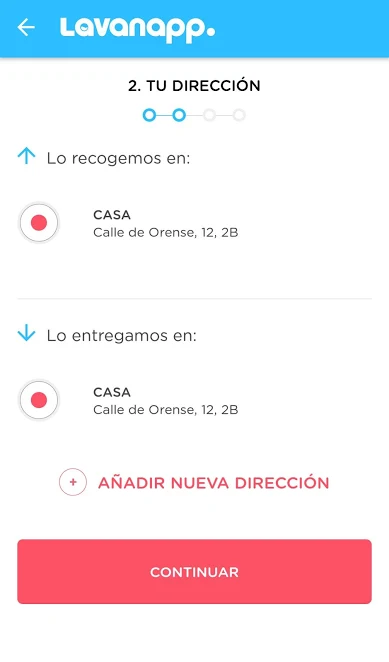 Lavanapp.
2. TU DIRECCIÓN
Lo recogemos en:
CASA
Calle de Orense, 12, 2B
Lo entregamos en:
CASA
Calle de Orense, 12, 2B
+ AÑADIR NUEVA DIRECCIÓN
CONTINUAR